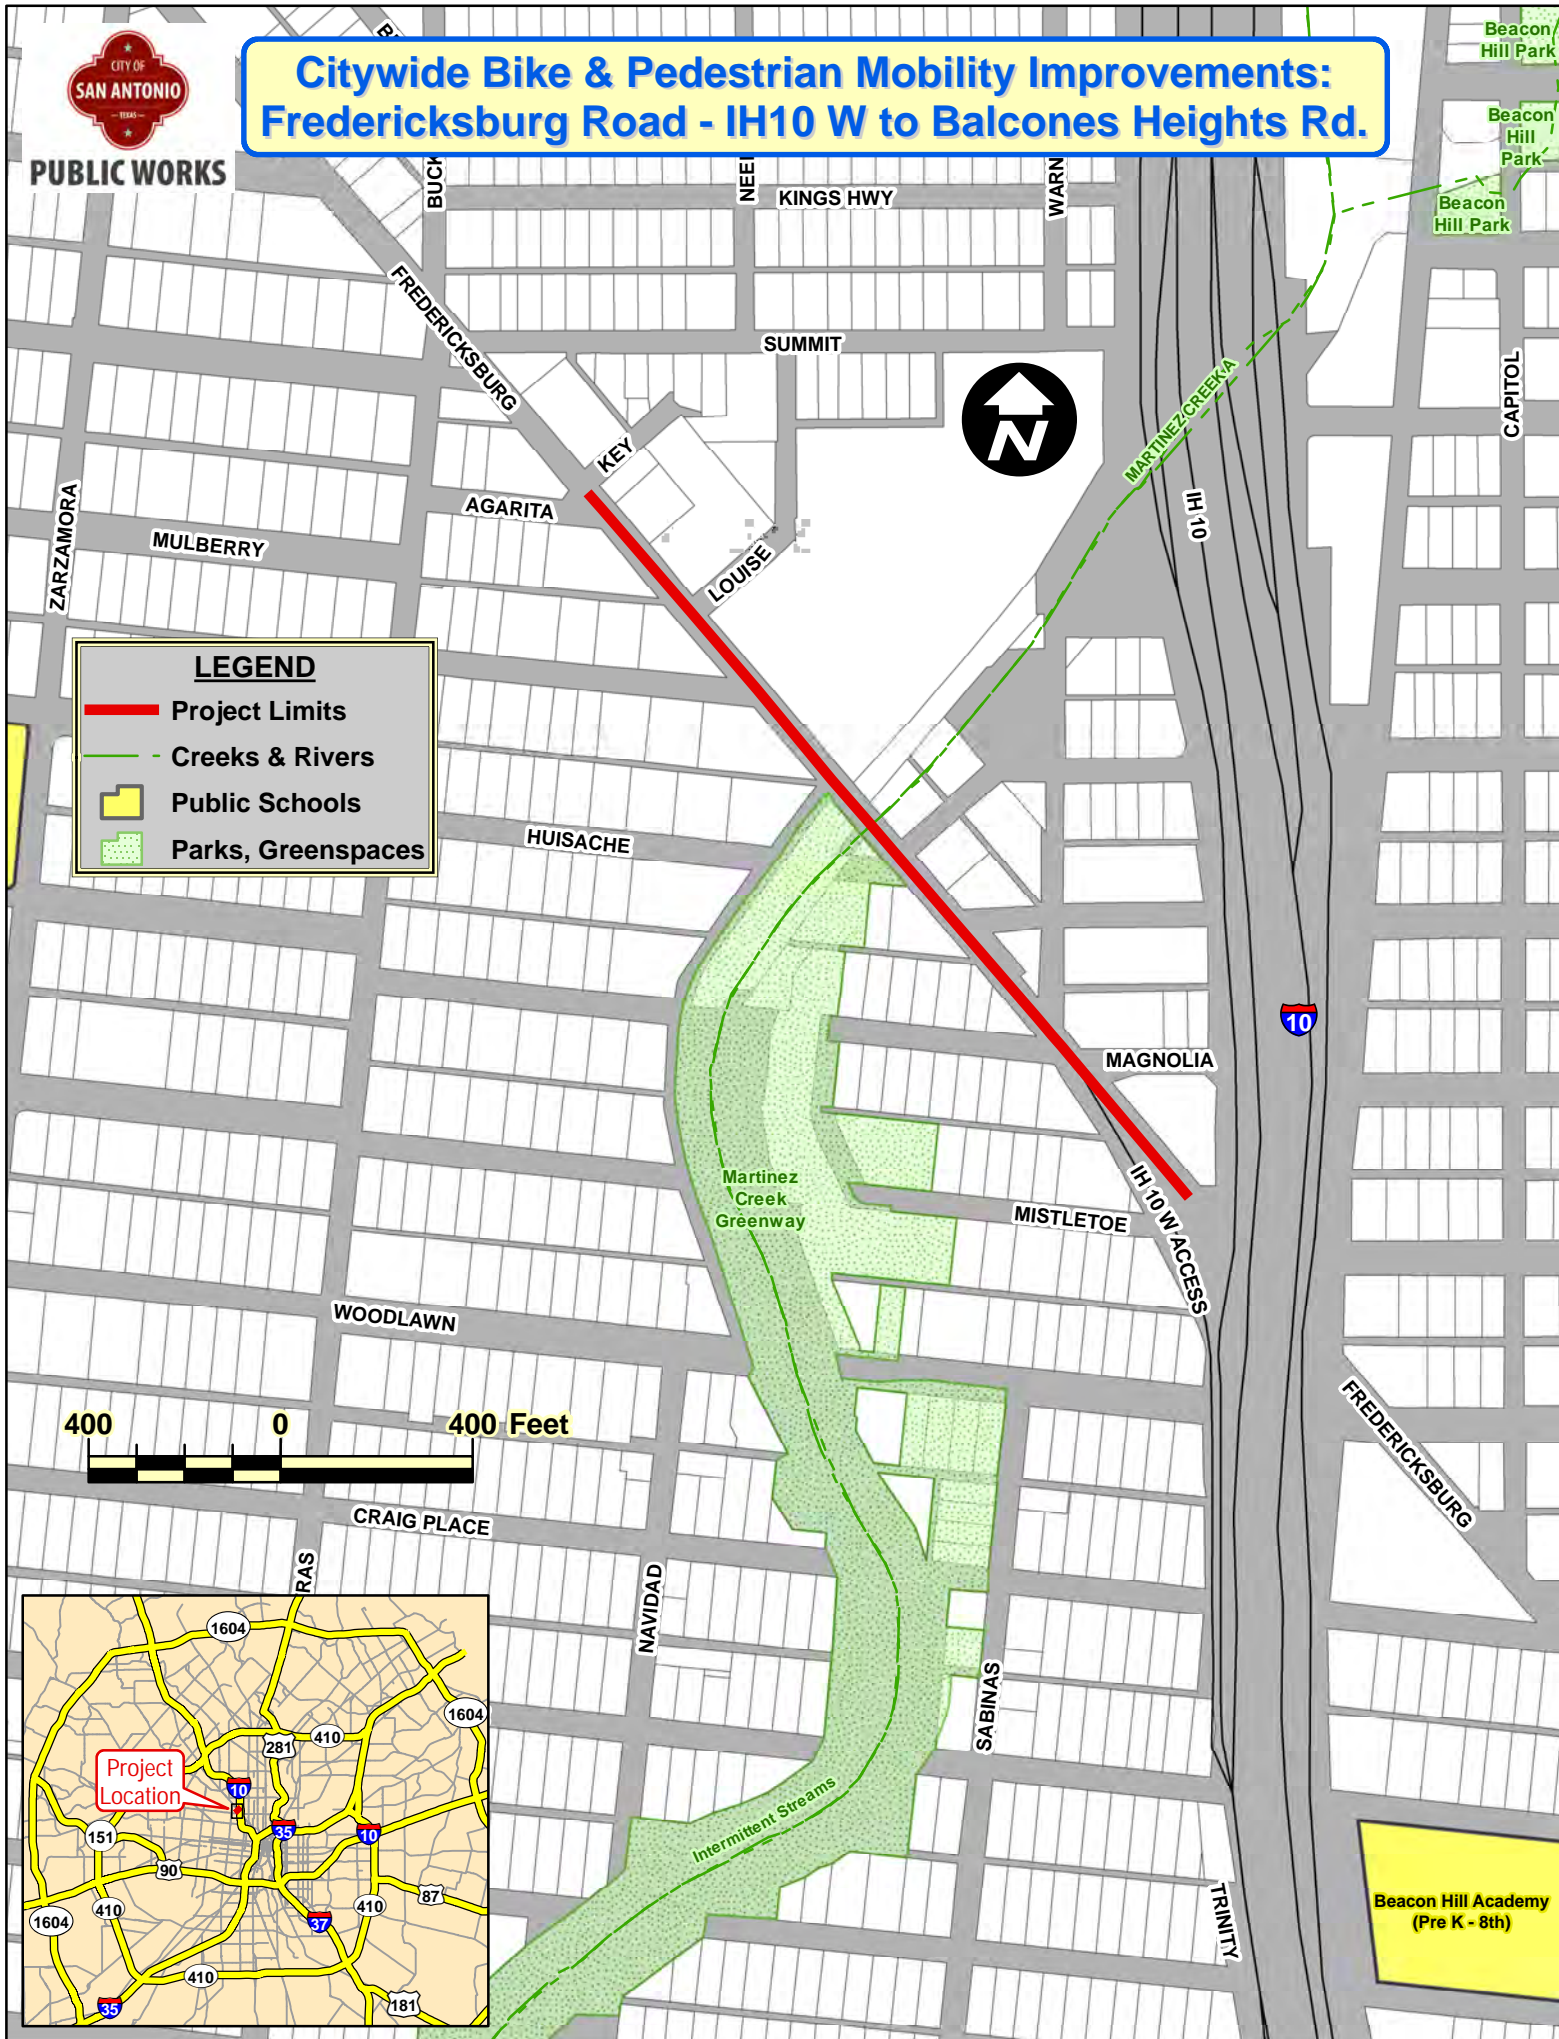 CITY OF
SAN ANTONIO
TEXAS
PUBLIC WORKS
Citywide Bike & Pedestrian Mobility Improvements:
Fredericksburg Road - IH10 W to Balcones Heights Rd.
Beacon
Hill Park
Beacon
Hill
Park
Beacon
Hill Park
BUCK
NEE
WARN
KINGS HWY
FREDERICKSBURG
SUMMIT
N
MARTINEZ CREEK A
CAPITOL
KEY
AGARITA
IH 10
ZARZAMORA
MULBERRY
LOUISE
LEGEND
Project Limits
Creeks & Rivers
Public Schools
Parks, Greenspaces
HUISACHE
10
MAGNOLIA
Martinez
Creek
Greenway
MISTLETOE
IH 10 W ACCESS
WOODLAWN
FREDERICKSBURG
400 0 400 Feet
CRAIG PLACE
RAS
NAVIDAD
SABINAS
Intermittent Streams
TRINITY
Beacon Hill Academy
(Pre K - 8th)
1604
1604
410
281
Project
Location
10
35
10
151
90
87
410
410
1604
37
410
181
35